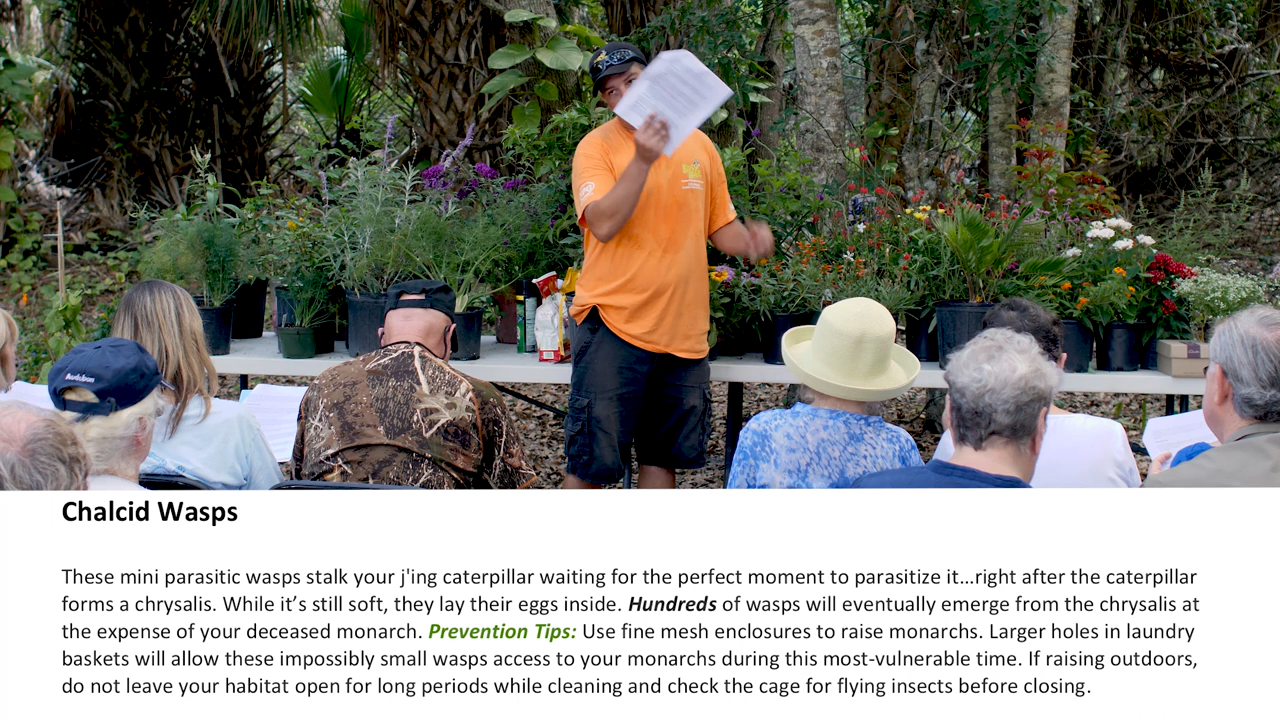 Audubon
Chalcid Wasps
These mini parasitic wasps stalk your j'ing caterpillar waiting for the perfect moment to parasitize it…right after the caterpillar
forms a chrysalis. While it’s still soft, they lay their eggs inside. Hundreds of wasps will eventually emerge from the chrysalis at
the expense of your deceased monarch. Prevention Tips: Use fine mesh enclosures to raise monarchs. Larger holes in laundry
baskets will allow these impossibly small wasps access to your monarchs during this most-vulnerable time. If raising outdoors,
do not leave your habitat open for long periods while cleaning and check the cage for flying insects before closing.